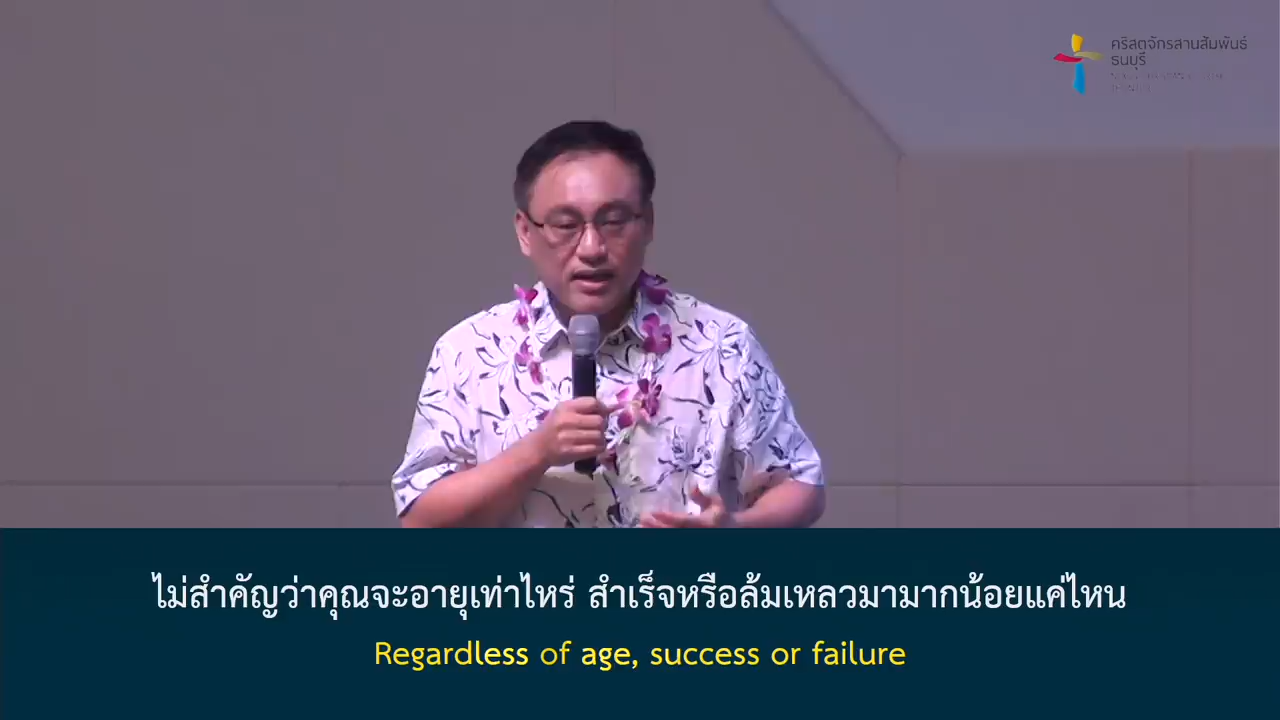 คริสตจักรสานสัมพันธ์
ธนบุรี
ไม่สำคัญว่าคุณจะอายุเท่าไหร่ สำเร็จหรือล้มเหลวมามากน้อยแค่ไหน
Regardless of age, success or failure